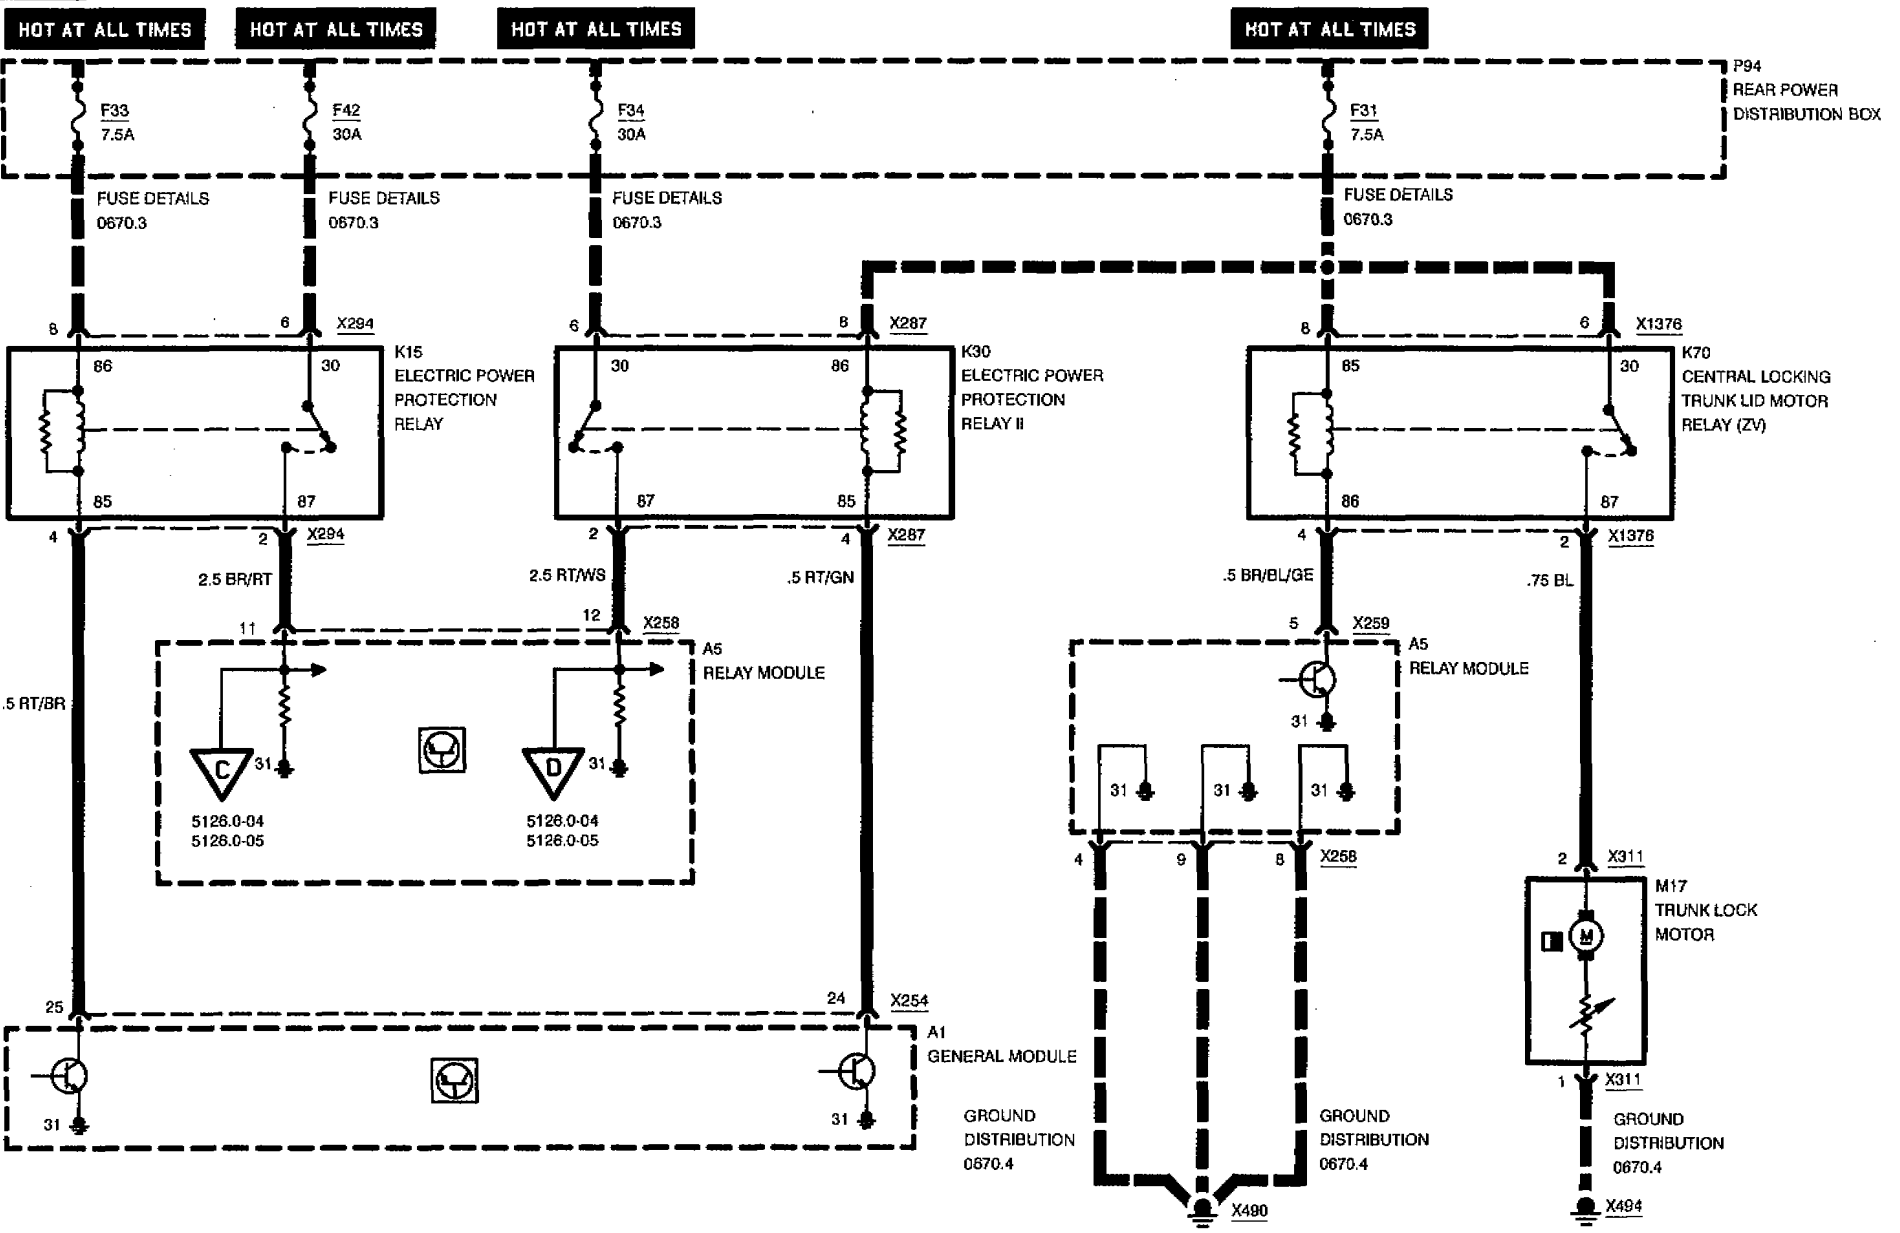 HOT AT ALL TIMES
HOT AT ALL TIMES
HOT AT ALL TIMES
HOT AT ALL TIMES
P94
REAR POWER
DISTRIBUTION BOX
F33
7.5A
F42
30A
F34
30A
F31
7.5A
FUSE DETAILS
0670.3
FUSE DETAILS
0670.3
FUSE DETAILS
0670.3
FUSE DETAILS
0670.3
8
6
X294
6
8
X287
8
6
X1376
86
30
K15
ELECTRIC POWER
PROTECTION
RELAY
30
86
K30
ELECTRIC POWER
PROTECTION
RELAY II
85
30
K70
CENTRAL LOCKING
TRUNK LID MOTOR
RELAY (ZV)
85
87
87
85
86
87
4
2
X294
2
4
X287
4
2
X1376
2.5 BR/RT
2.5 RT/WS
.5 RT/GN
.5 BR/BL/GE
.75 BL
11
12
X258
5
X259
A5
RELAY MODULE
A5
RELAY MODULE
.5 RT/BR
31
C
31
D
31
5126.0-04
5126.0-05
5126.0-04
5126.0-05
31
31
31
4
9
8
X258
2
X311
M17
TRUNK LOCK
MOTOR
M
25
24
X254
A1
GENERAL MODULE
31
31
1
X311
GROUND
DISTRIBUTION
0670.4
GROUND
DISTRIBUTION
0670.4
GROUND
DISTRIBUTION
0670.4
X490
X494